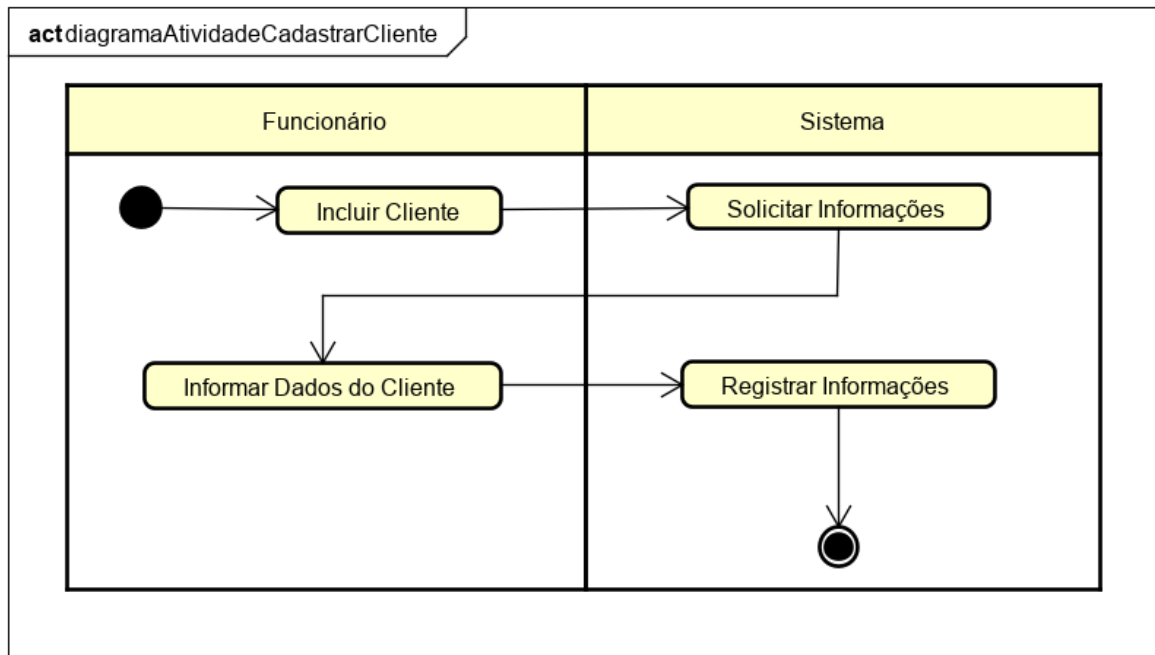 act diagramaAtividadeCadastrarCliente
Funcionário
Sistema
Incluir Cliente
Solicitar Informações
Informar Dados do Cliente
Registrar Informações